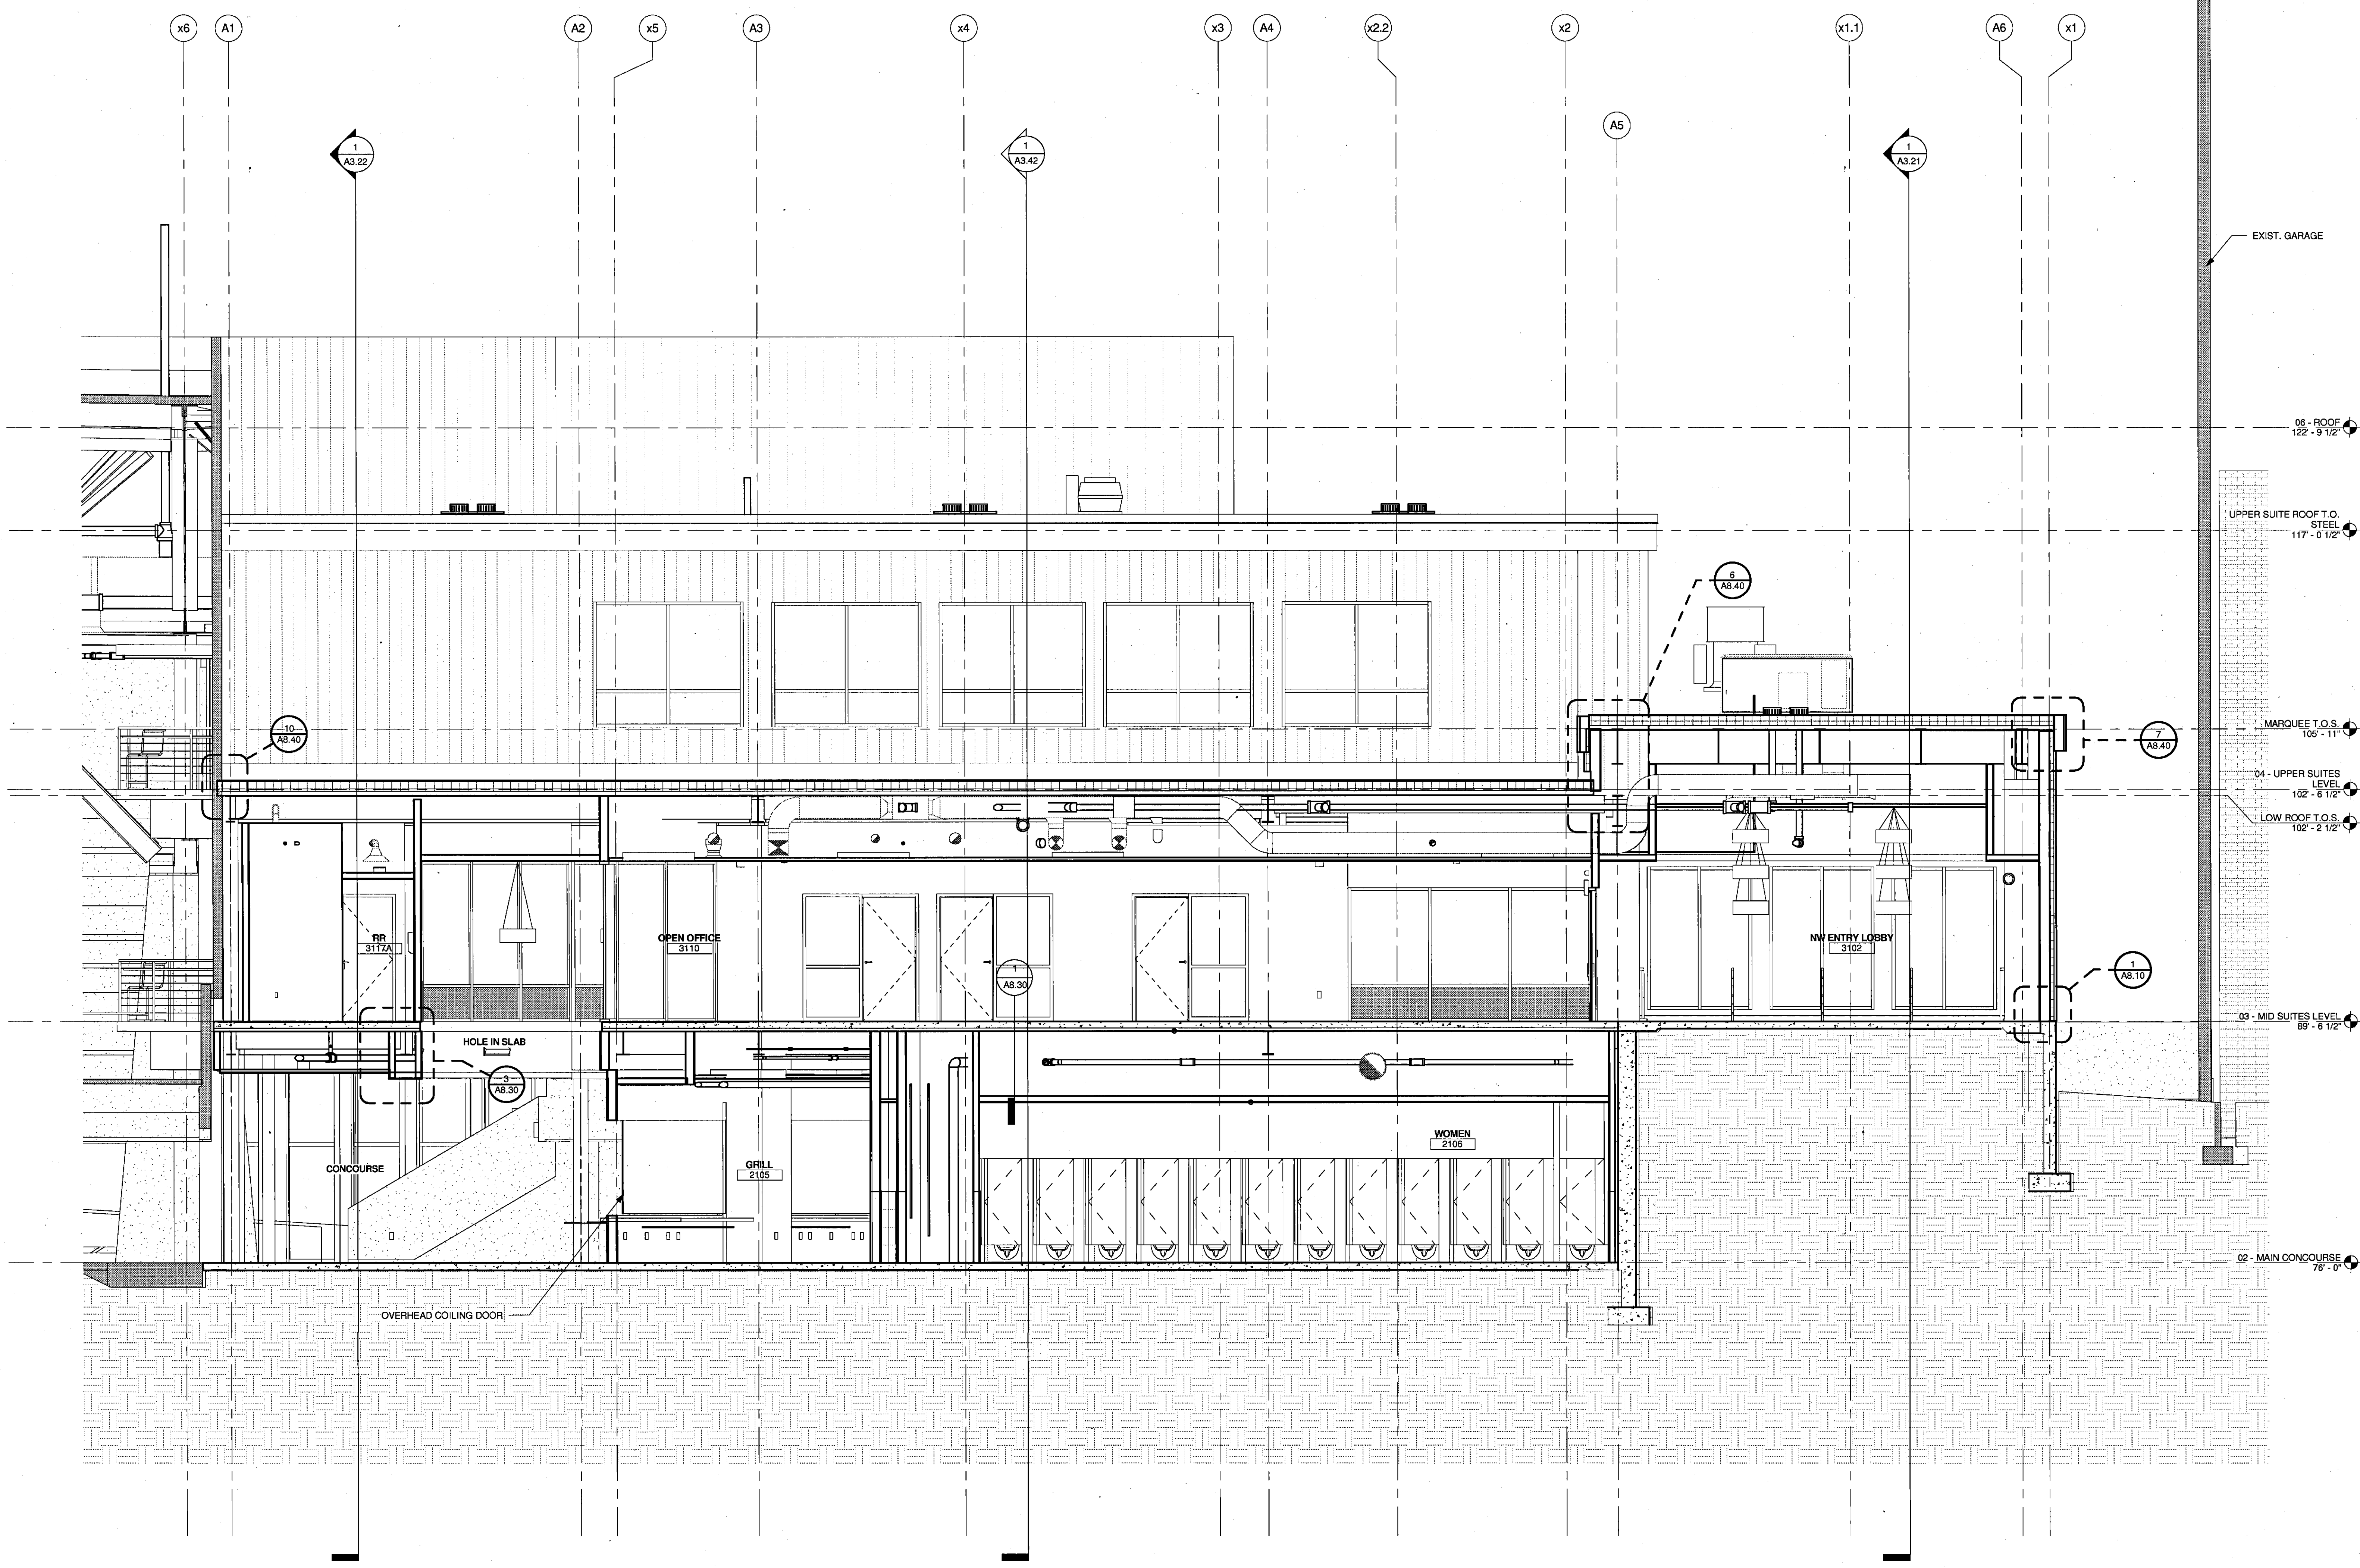 x6
A1
A2
x5
A3
x4
x3
A4
x2.2
x2
x1.1
A6
x1
A5
1
A3.22
1
A3.42
1
A3.21
EXIST. GARAGE
06 - ROOF
122' - 9 1/2"
UPPER SUITE ROOF T.O.
STEEL
117' - 0 1/2"
6
A8.40
10
A8.40
MARQUEE T.O.S.
105' - 11"
7
A8.40
04 - UPPER SUITES
LEVEL
102' - 6 1/2"
LOW ROOF T.O.S.
102' - 2 1/2"
RR
3117A
OPEN OFFICE
3110
NW ENTRY LOBBY
3102
1
A8.30
1
A8.10
03 - MID SUITES LEVEL
89' - 6 1/2"
HOLE IN SLAB
3
A8.30
WOMEN
2106
CONCOURSE
GRILL
2105
02 - MAIN CONCOURSE
76' - 0"
OVERHEAD COILING DOOR